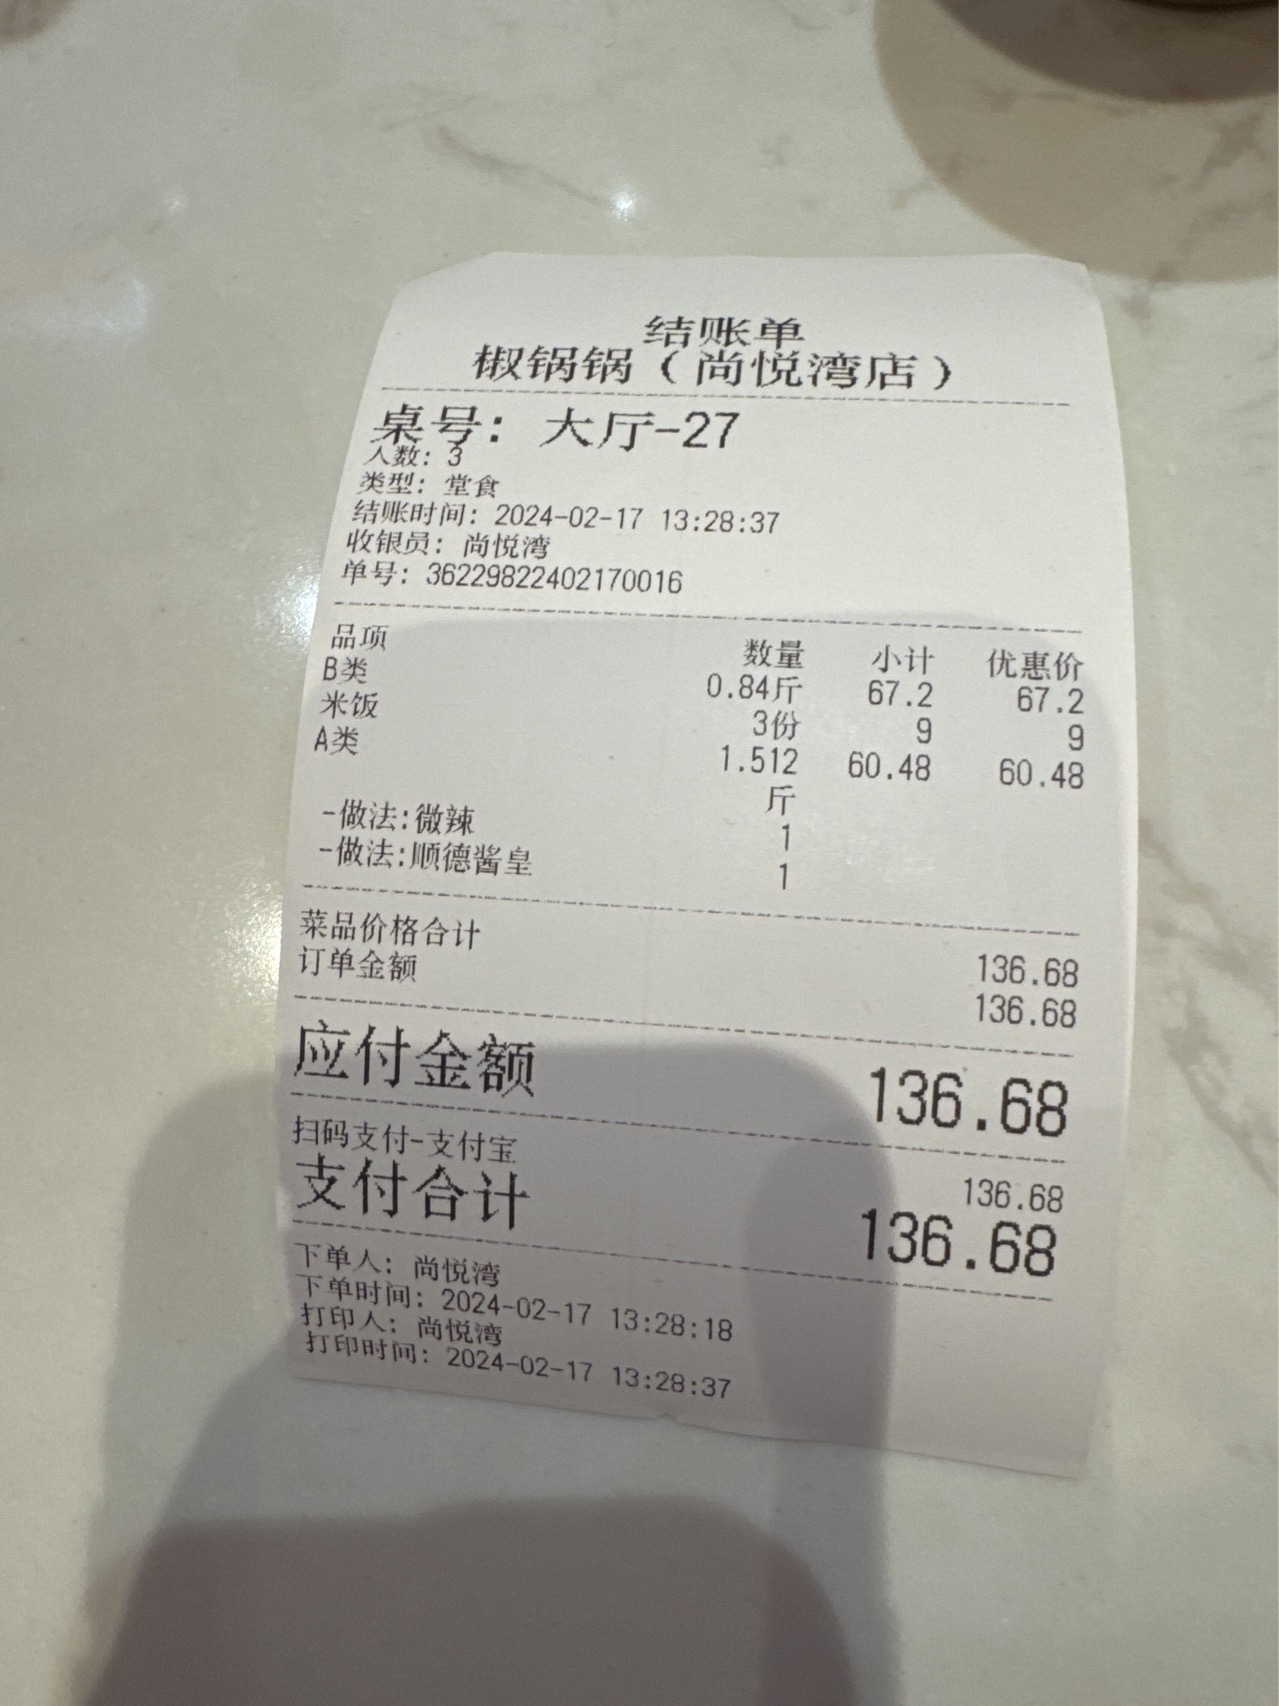 结账单
椒锅锅（尚悦湾店）
桌号：大厅-27
人数：3
类型：堂食
结账时间：2024-02-17 13:28:37
收银员：尚悦湾
单号：36229822402170016
品项 数量 小计 优惠价
B类 0.84斤 67.2 67.2
米饭 3份 9 9
A类 1.512 60.48 60.48
斤
-做法:微辣 1
-做法:顺德酱皇 1
菜品价格合计 136.68
订单金额 136.68
应付金额 136.68
扫码支付-支付宝 136.68
支付合计 136.68
下单人：尚悦湾
下单时间：2024-02-17 13:28:18
打印人：尚悦湾
打印时间：2024-02-17 13:28:37